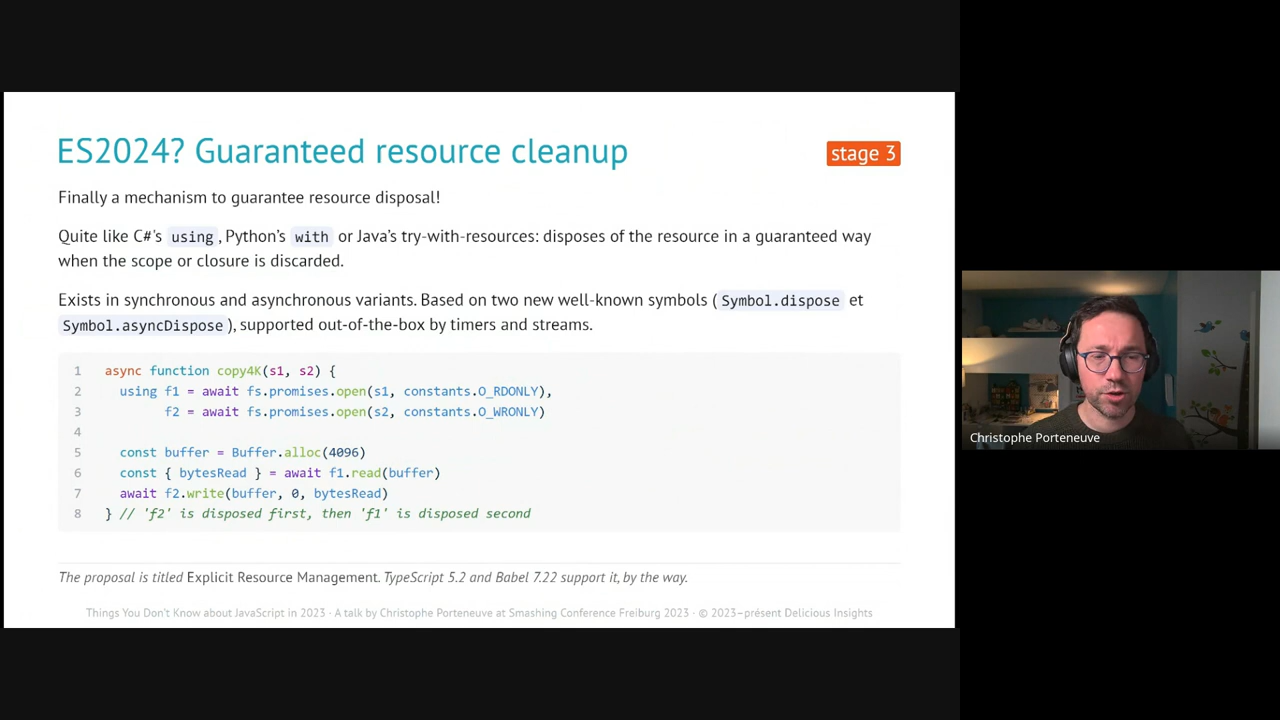 ES2024? Guaranteed resource cleanup
stage 3
Finally a mechanism to guarantee resource disposal!
Quite like C#'s using, Python's with or Java's try-with-resources: disposes of the resource in a guaranteed way
when the scope or closure is discarded.
Exists in synchronous and asynchronous variants. Based on two new well-known symbols (Symbol.dispose et
Symbol.asyncDispose), supported out-of-the-box by timers and streams.
1 async function copy4K(s1, s2) {
2 using f1 = await fs.promises.open(s1, constants.O_RDONLY),
3 f2 = await fs.promises.open(s2, constants.O_WRONLY)
4
5 const buffer = Buffer.alloc(4096)
6 const { bytesRead } = await f1.read(buffer)
7 await f2.write(buffer, 0, bytesRead)
8 } // 'f2' is disposed first, then 'f1' is disposed second
The proposal is titled Explicit Resource Management. TypeScript 5.2 and Babel 7.22 support it, by the way.
Things You Don't Know about JavaScript in 2023 · A talk by Christophe Porteneuve at Smashing Conference Freiburg 2023 · © 2023–présent Delicious Insights
Christophe Porteneuve